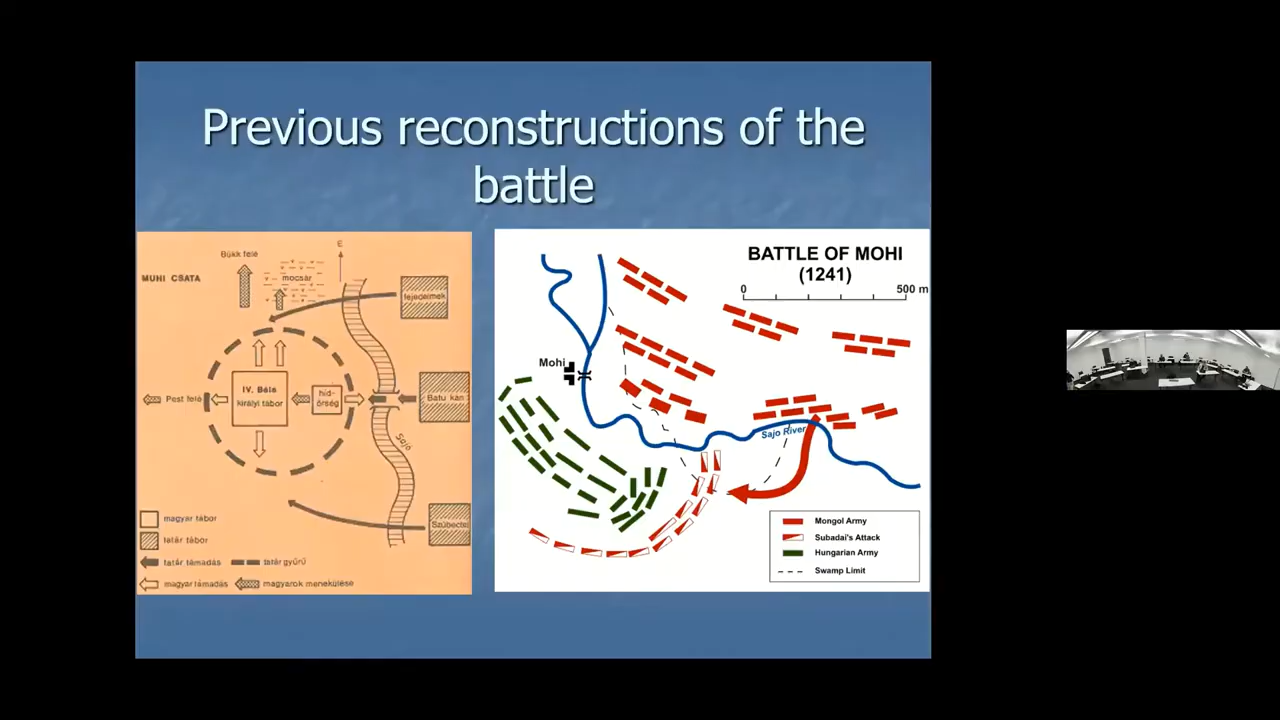 Previous reconstructions of the
battle
MUHI CSATA
Bükk felé
É
mocsár
fejedelmek
IV. Béla
királyi tábor
híd-
őrség
Pest felé
Batu kán
Sajó
Szübeetej
magyar tábor
tatár tábor
tatár támadás
tatár gyűrű
magyar támadás
magyarok menekülése
BATTLE OF MOHI
(1241)
0
500 m
Mohi
Sajo River
Mongol Army
Subadai's Attack
Hungarian Army
Swamp Limit